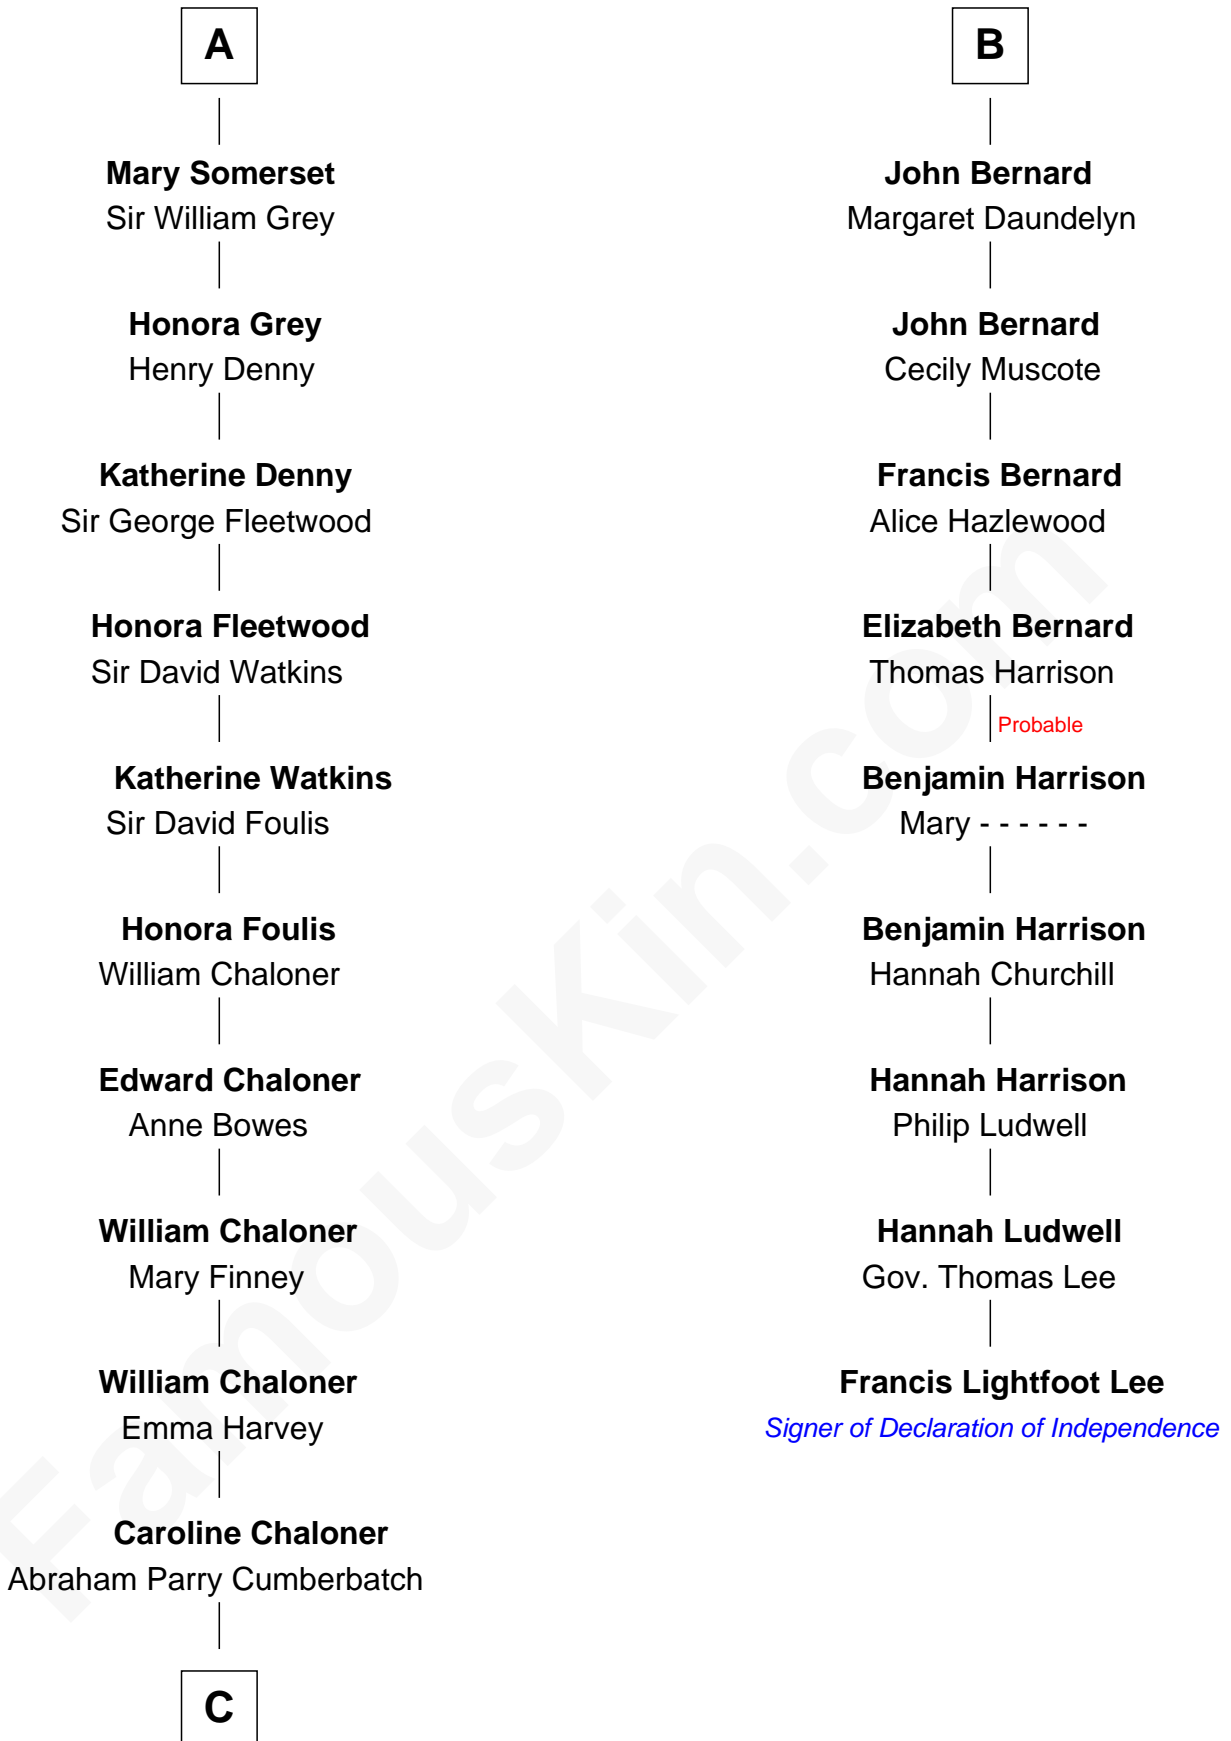 A
Mary Somerset
Sir William Grey
Honora Grey
Henry Denny
Katherine Denny
Sir George Fleetwood
Honora Fleetwood
Sir David Watkins
Katherine Watkins
Sir David Foulis
Honora Foulis
William Chaloner
Edward Chaloner
Anne Bowes
William Chaloner
Mary Finney
William Chaloner
Emma Harvey
Caroline Chaloner
Abraham Parry Cumberbatch
C
B
John Bernard
Margaret Daundelyn
John Bernard
Cecily Muscote
Francis Bernard
Alice Hazlewood
Elizabeth Bernard
Thomas Harrison
Probable
Benjamin Harrison
Mary - - - - - -
Benjamin Harrison
Hannah Churchill
Hannah Harrison
Philip Ludwell
Hannah Ludwell
Gov. Thomas Lee
Francis Lightfoot Lee
Signer of Declaration of Independence
FamousKin.com